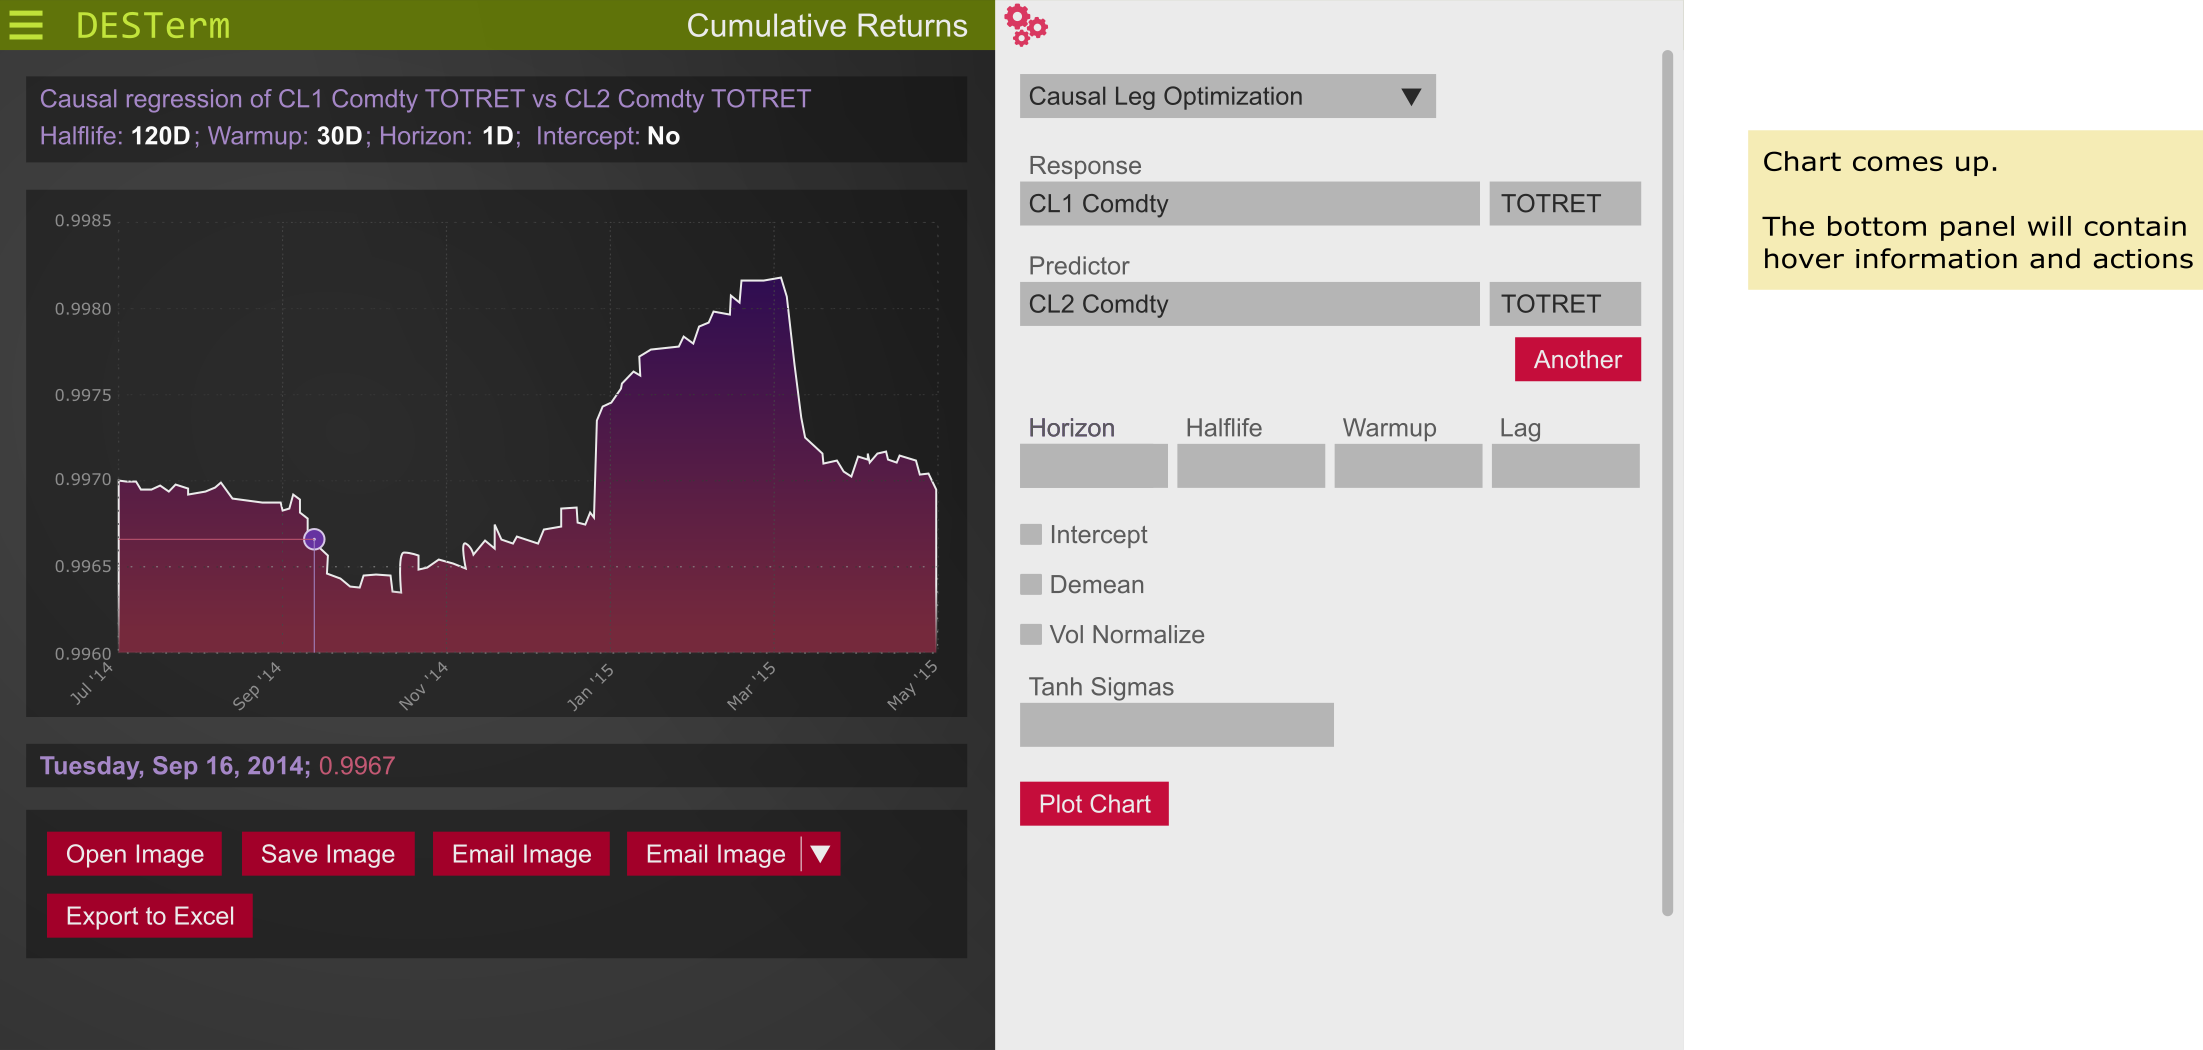 DESTerm
Cumulative Returns
Causal regression of CL1 Comdty TOTRET vs CL2 Comdty TOTRET
Halflife: 120D; Warmup: 30D; Horizon: 1D; Intercept: No
0.9985
0.9980
0.9975
0.9970
0.9965
0.9960
Jul '14
Sep '14
Nov '14
Jan '15
Mar '15
May '15
Tuesday, Sep 16, 2014; 0.9967
Open Image
Save Image
Email Image
Email Image
Export to Excel
Causal Leg Optimization
Response
CL1 Comdty
TOTRET
Predictor
CL2 Comdty
TOTRET
Another
Horizon
Halflife
Warmup
Lag
Intercept
Demean
Vol Normalize
Tanh Sigmas
Plot Chart
Chart comes up.
The bottom panel will contain
hover information and actions